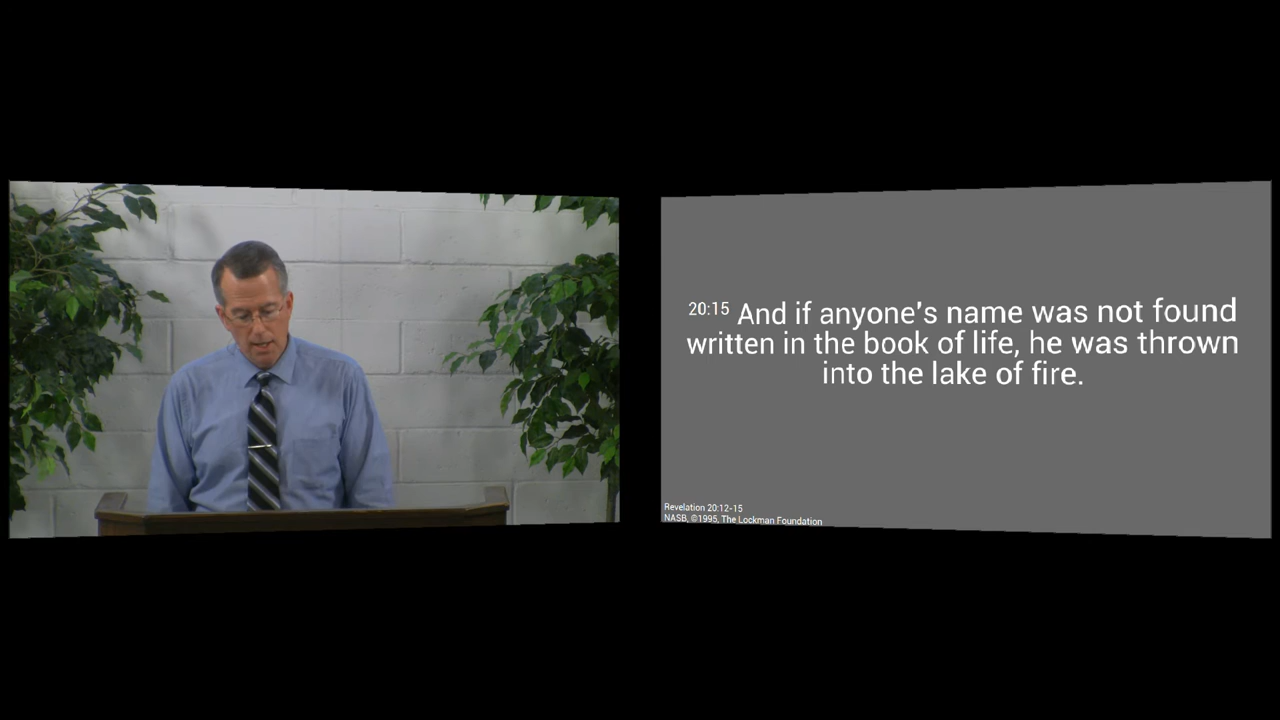 20:15 And if anyone's name was not found
written in the book of life, he was thrown
into the lake of fire.
Revelation 20:12-15
NASB, ©1995, The Lockman Foundation